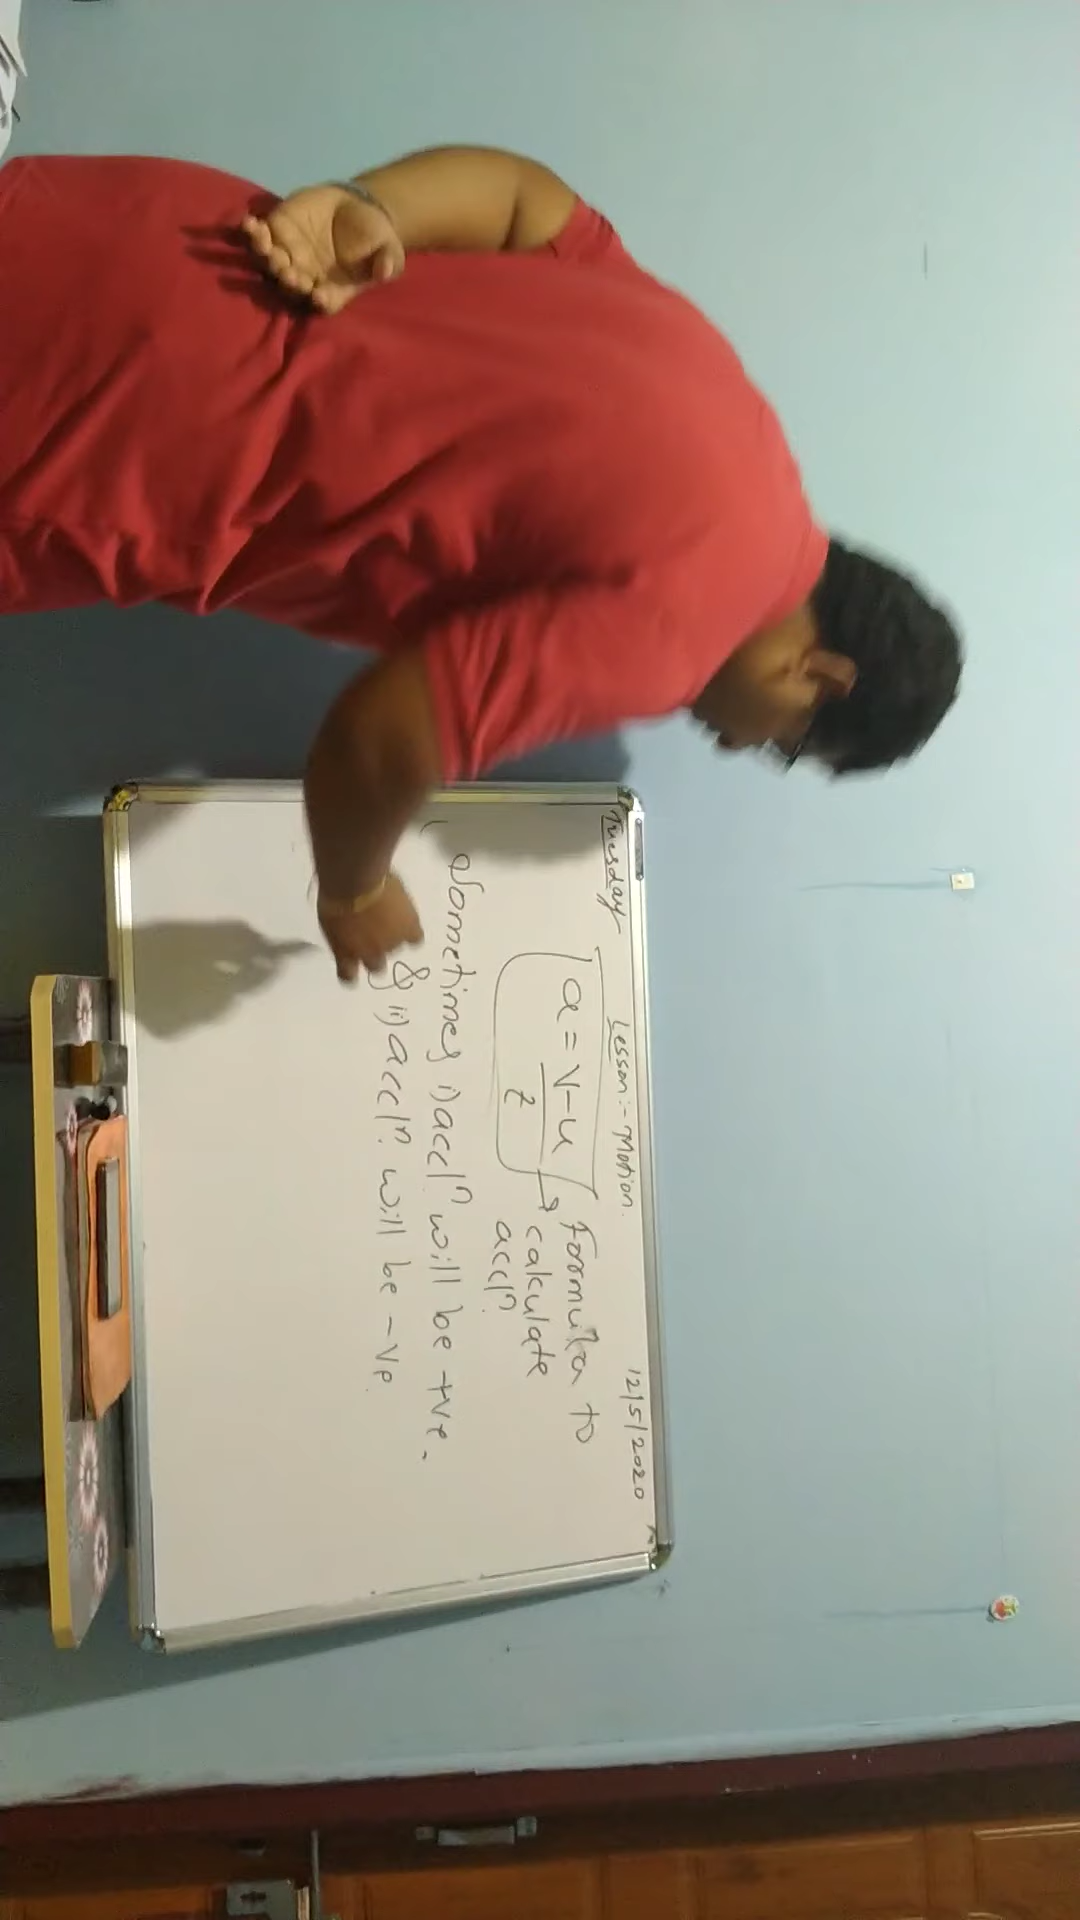 Tuesday Lesson :- Motion. 12/5/2020
a = v-u/t → Formula to
calculate
accln.
Sometimes i) accln. will be +ve.
& ii) accln. will be -ve.